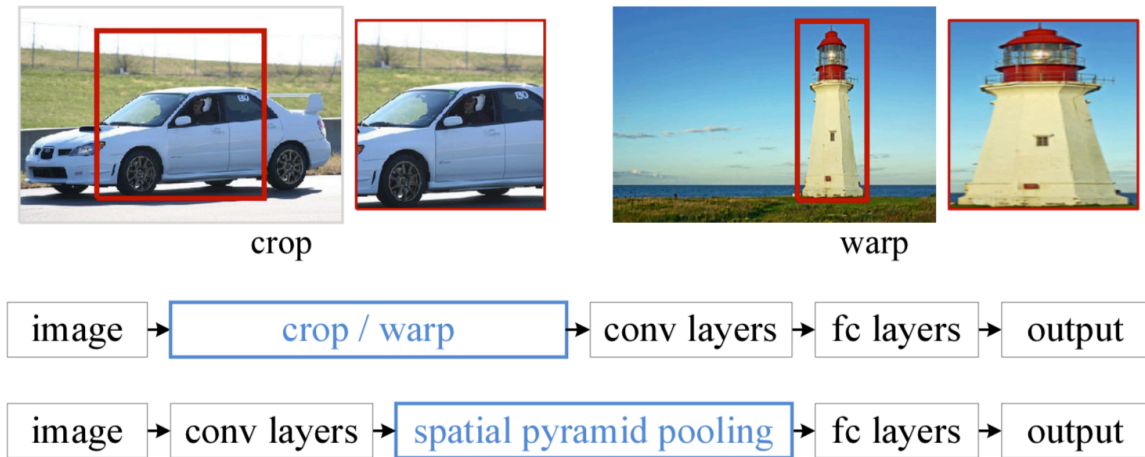 crop
warp
image crop / warp conv layers fc layers output
image conv layers spatial pyramid pooling fc layers output